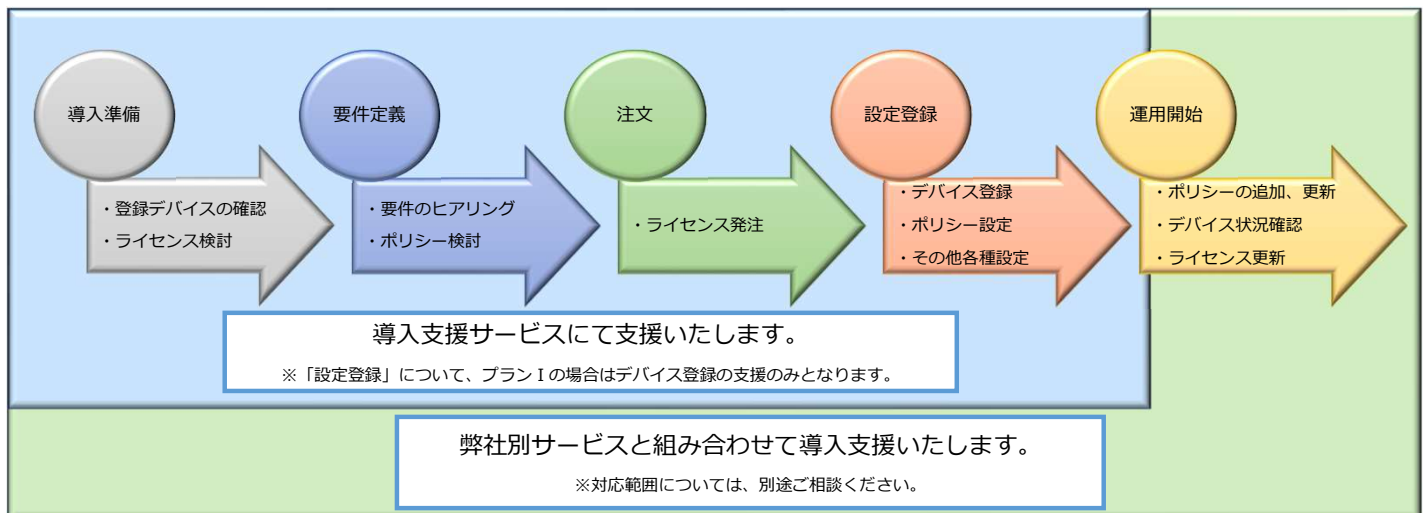 導入準備
・登録デバイスの確認
・ライセンス検討
要件定義
・要件のヒアリング
・ポリシー検討
注文
・ライセンス発注
設定登録
・デバイス登録
・ポリシー設定
・その他各種設定
運用開始
・ポリシーの追加、更新
・デバイス状況確認
・ライセンス更新
導入支援サービスにて支援いたします。
※「設定登録」について、プランⅠの場合はデバイス登録の支援のみとなります。
弊社別サービスと組み合わせて導入支援いたします。
※対応範囲については、別途ご相談ください。